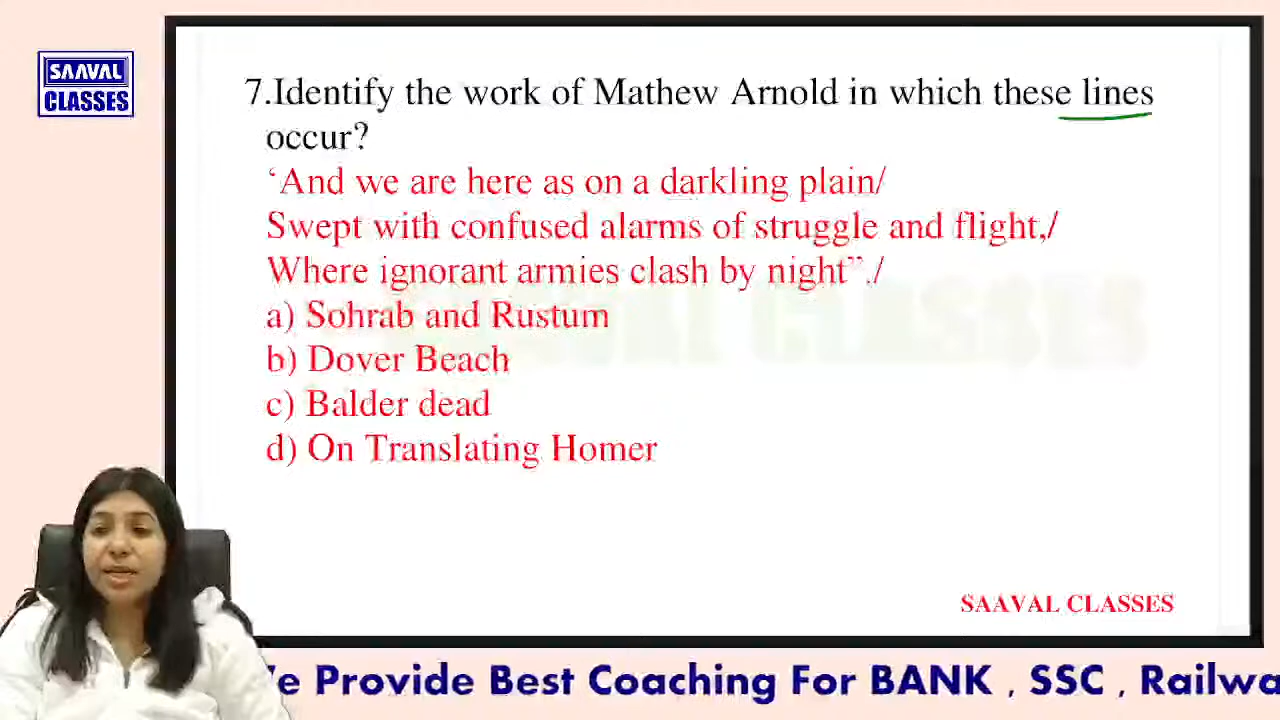 SAAVAL
CLASSES
7.Identify the work of Mathew Arnold in which these lines
occur?
‘And we are here as on a darkling plain/
Swept with confused alarms of struggle and flight,/
Where ignorant armies clash by night”./
a) Sohrab and Rustum
b) Dover Beach
c) Balder dead
d) On Translating Homer
SAAVAL CLASSES
Provide Best Coaching For BANK , SSC ,